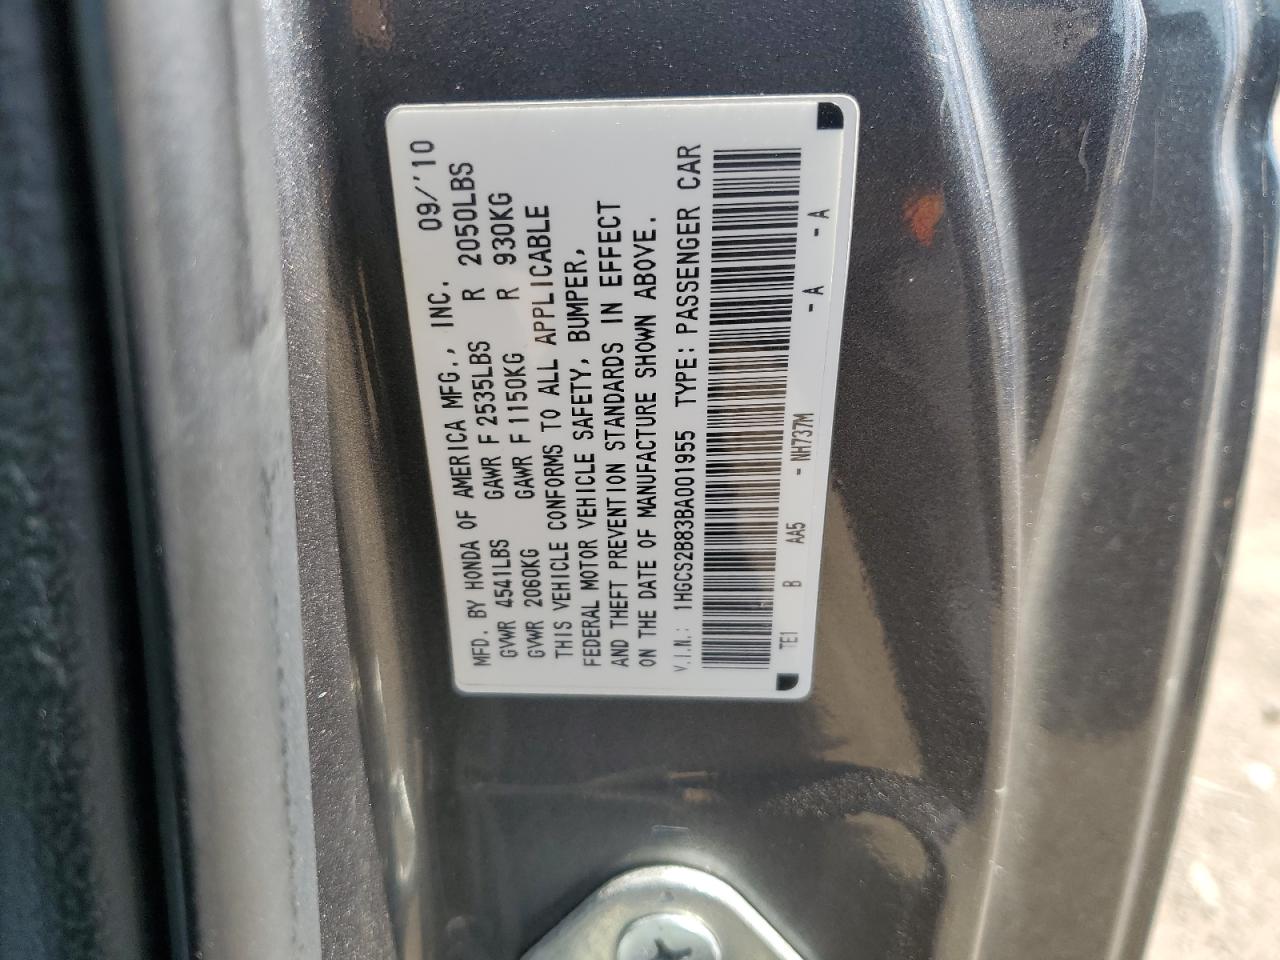 MFD. BY HONDA OF AMERICA MFG., INC. 09/'10
GVWR 4541LBS GAWR F 2535LBS R 2050LBS
GVWR 2060KG GAWR F 1150KG R 930KG
THIS VEHICLE CONFORMS TO ALL APPLICABLE
FEDERAL MOTOR VEHICLE SAFETY, BUMPER,
AND THEFT PREVENTION STANDARDS IN EFFECT
ON THE DATE OF MANUFACTURE SHOWN ABOVE.
V.I.N.: 1HGCS2B83BA001955 TYPE: PASSENGER CAR
TE1 B AA5 - NH737M - A - A